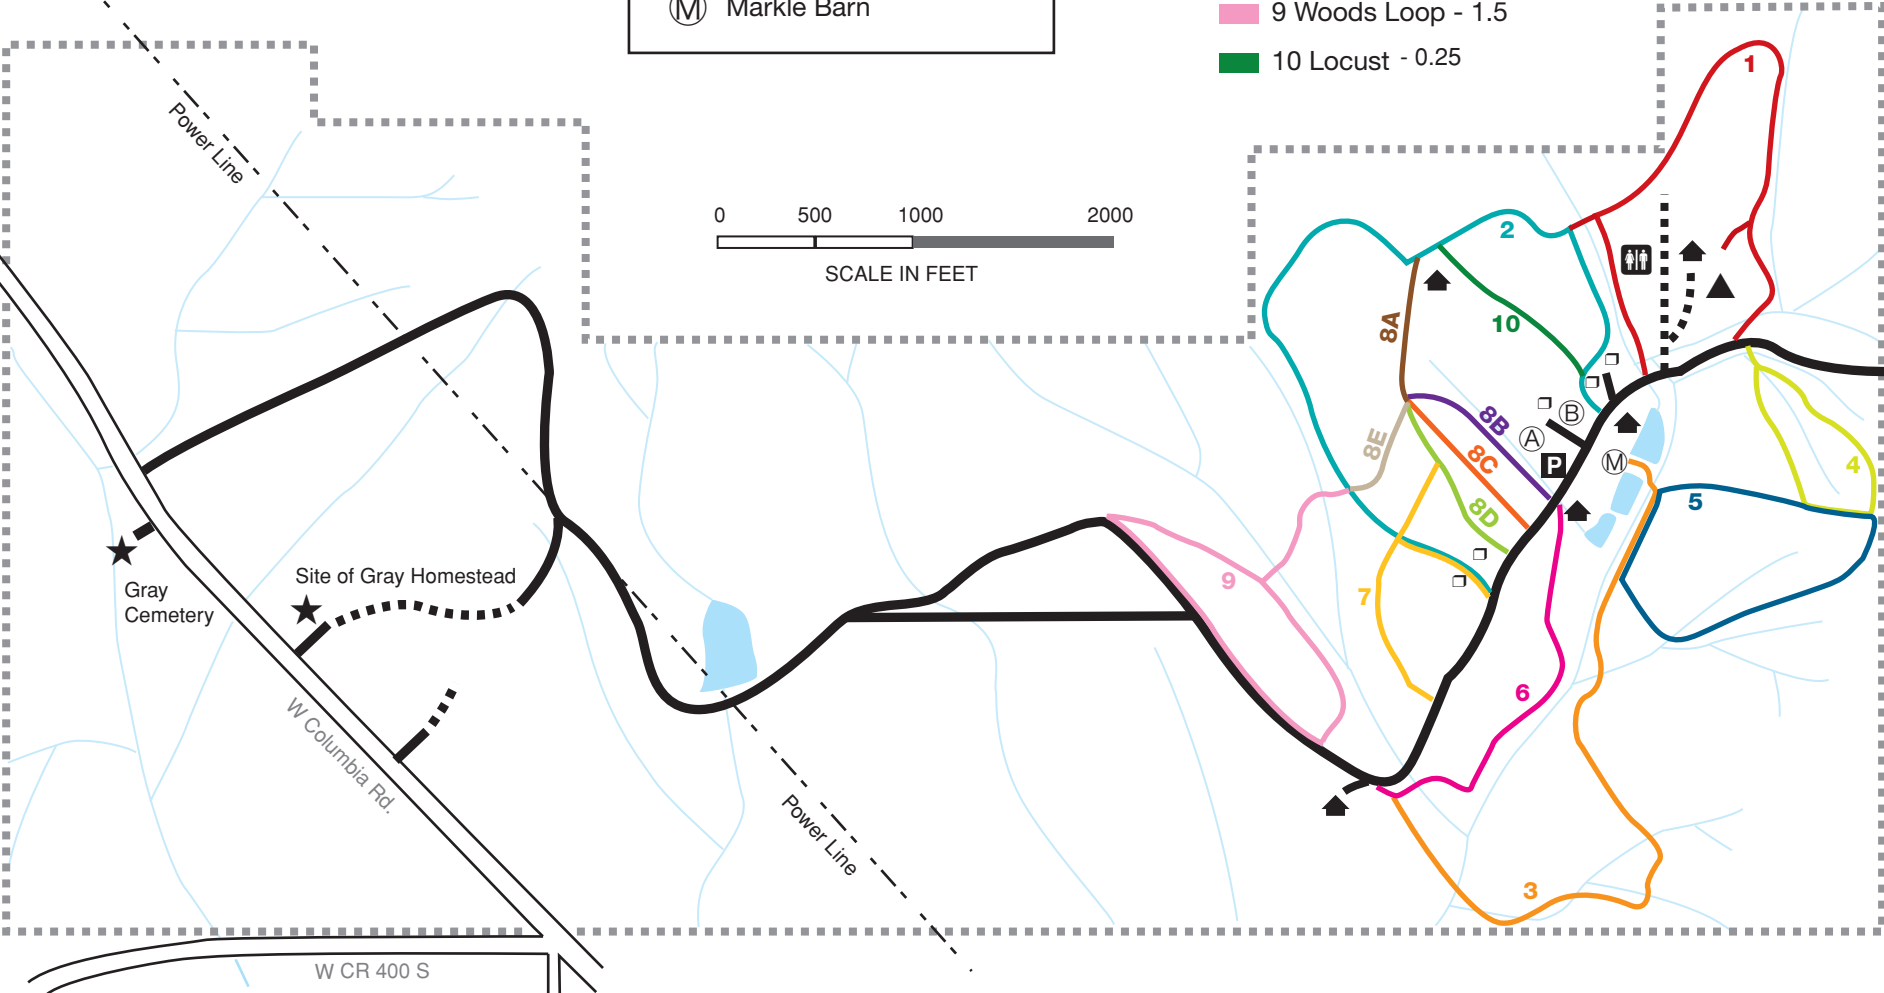 Ⓜ Markle Barn
9 Woods Loop - 1.5
10 Locust - 0.25
Power Line
0 500 1000 2000
SCALE IN FEET
1
2
8A
10
8B
8C
8D
8E
Ⓑ
Ⓐ
P
Ⓜ
4
5
9
7
6
3
Gray
Cemetery
Site of Gray Homestead
W Columbia Rd.
Power Line
W CR 400 S